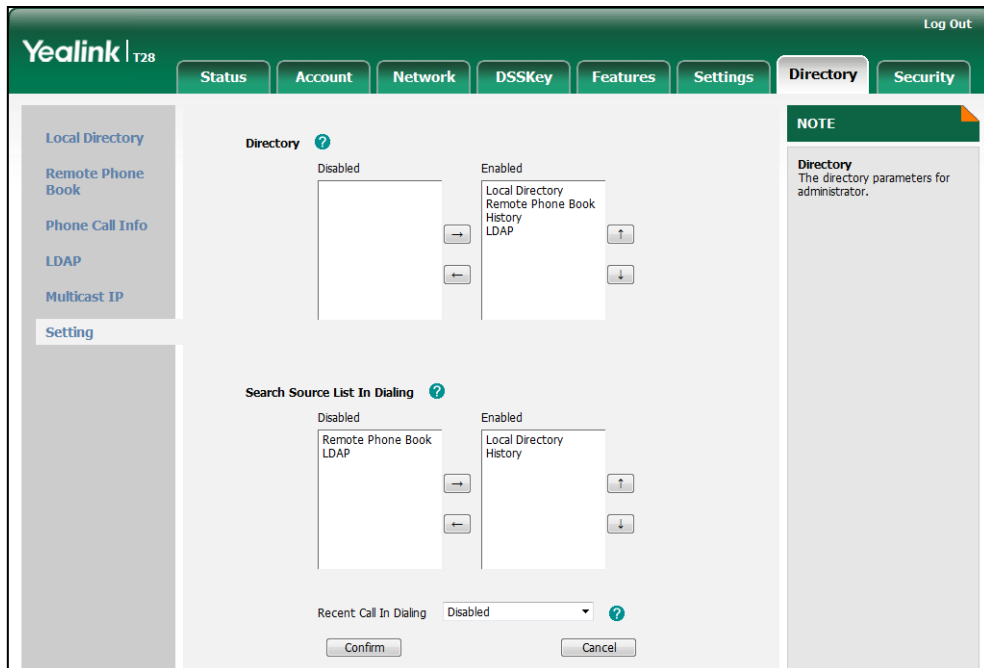 Log Out
Yealink | T28
Status Account Network DSSKey Features Settings Directory Security
Local Directory
Remote Phone
Book
Phone Call Info
LDAP
Multicast IP
Setting
Directory ?
Disabled Enabled
Local Directory
Remote Phone Book
History
LDAP
→
←
↑
↓
Search Source List In Dialing ?
Disabled Enabled
Remote Phone Book
LDAP
Local Directory
History
→
←
↑
↓
Recent Call In Dialing Disabled ?
Confirm Cancel
NOTE
Directory
The directory parameters for
administrator.